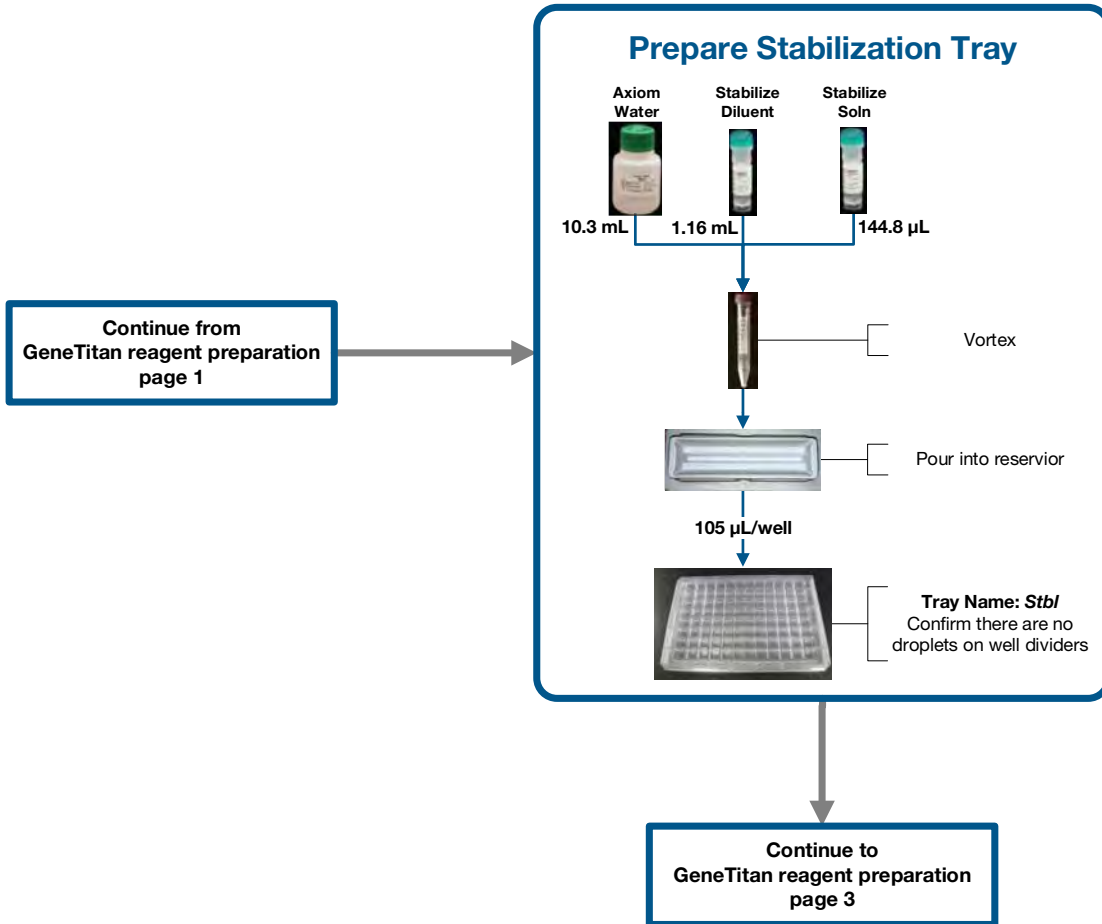 Prepare Stabilization Tray
Axiom
Water
Stabilize
Diluent
Stabilize
Soln
10.3 mL
1.16 mL
144.8 µL
Continue from
GeneTitan reagent preparation
page 1
Vortex
Pour into reservior
105 µL/well
Tray Name: Stbl
Confirm there are no
droplets on well dividers
Continue to
GeneTitan reagent preparation
page 3